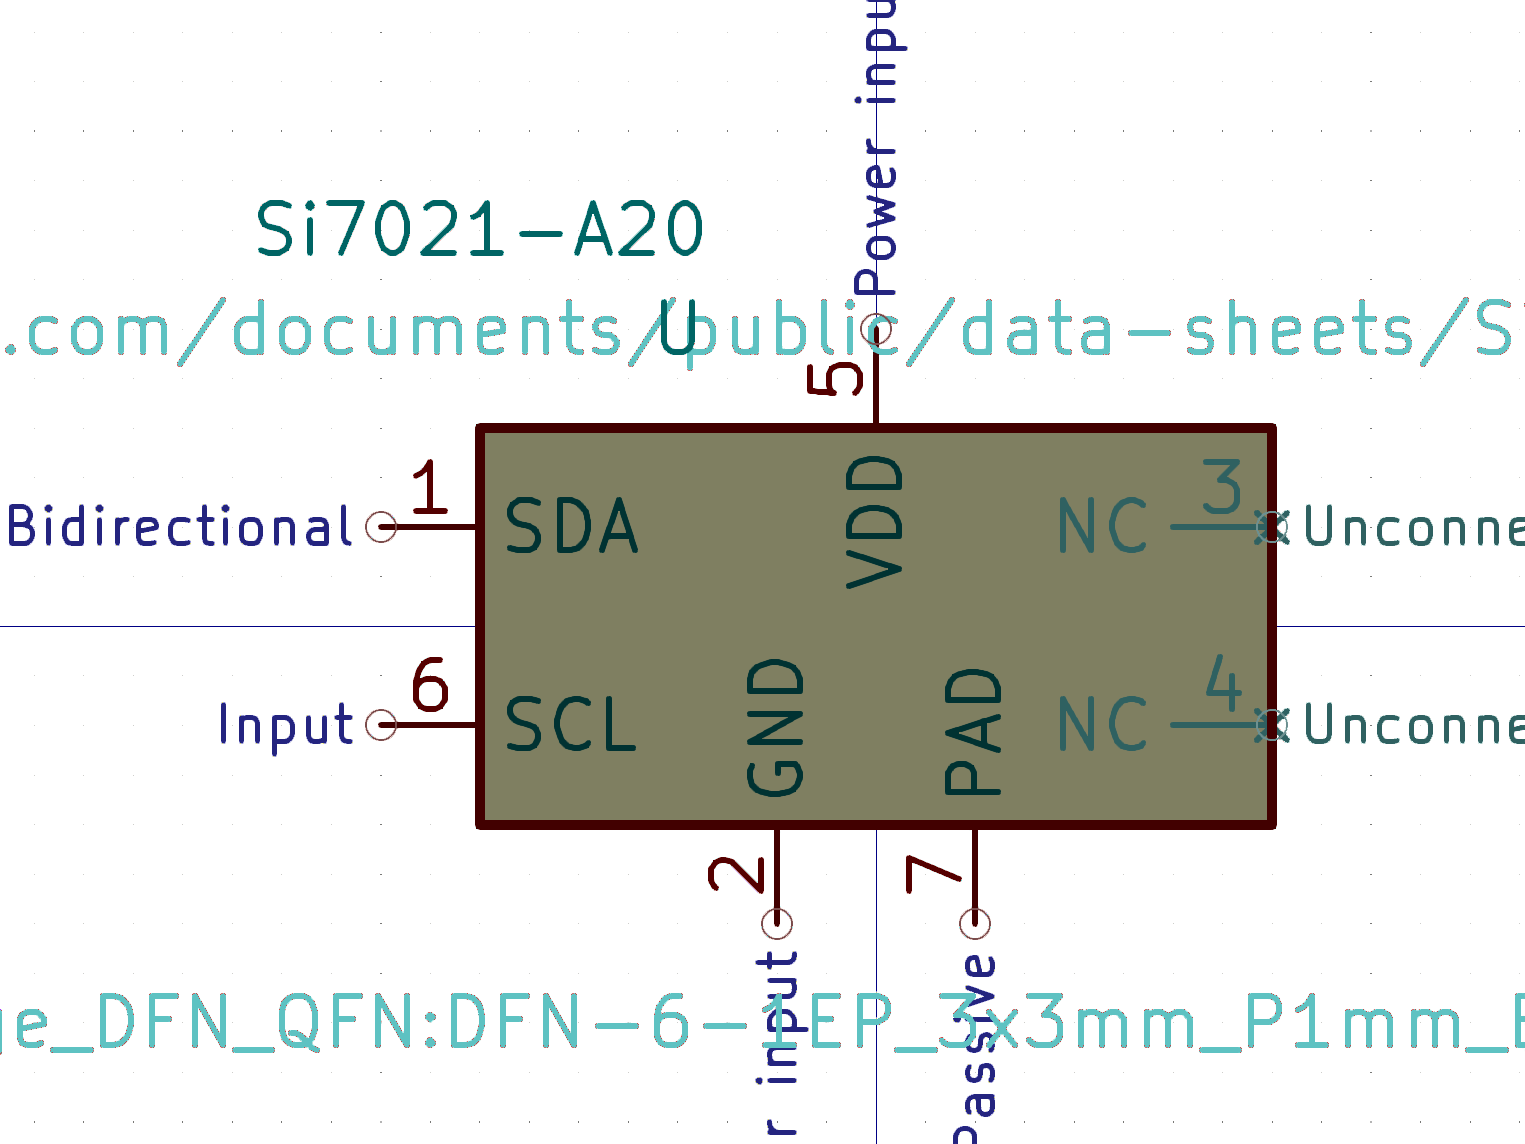 Power inpu
Si7021-A20
.com/documents/public/data-sheets/S
U
5
1
3
Bidirectional
SDA
VDD
NC
Unconne
6
4
Input
SCL
GND
PAD
NC
Unconne
2
7
r input
Passive
ge_DFN_QFN:DFN-6-1EP_3x3mm_P1mm_E